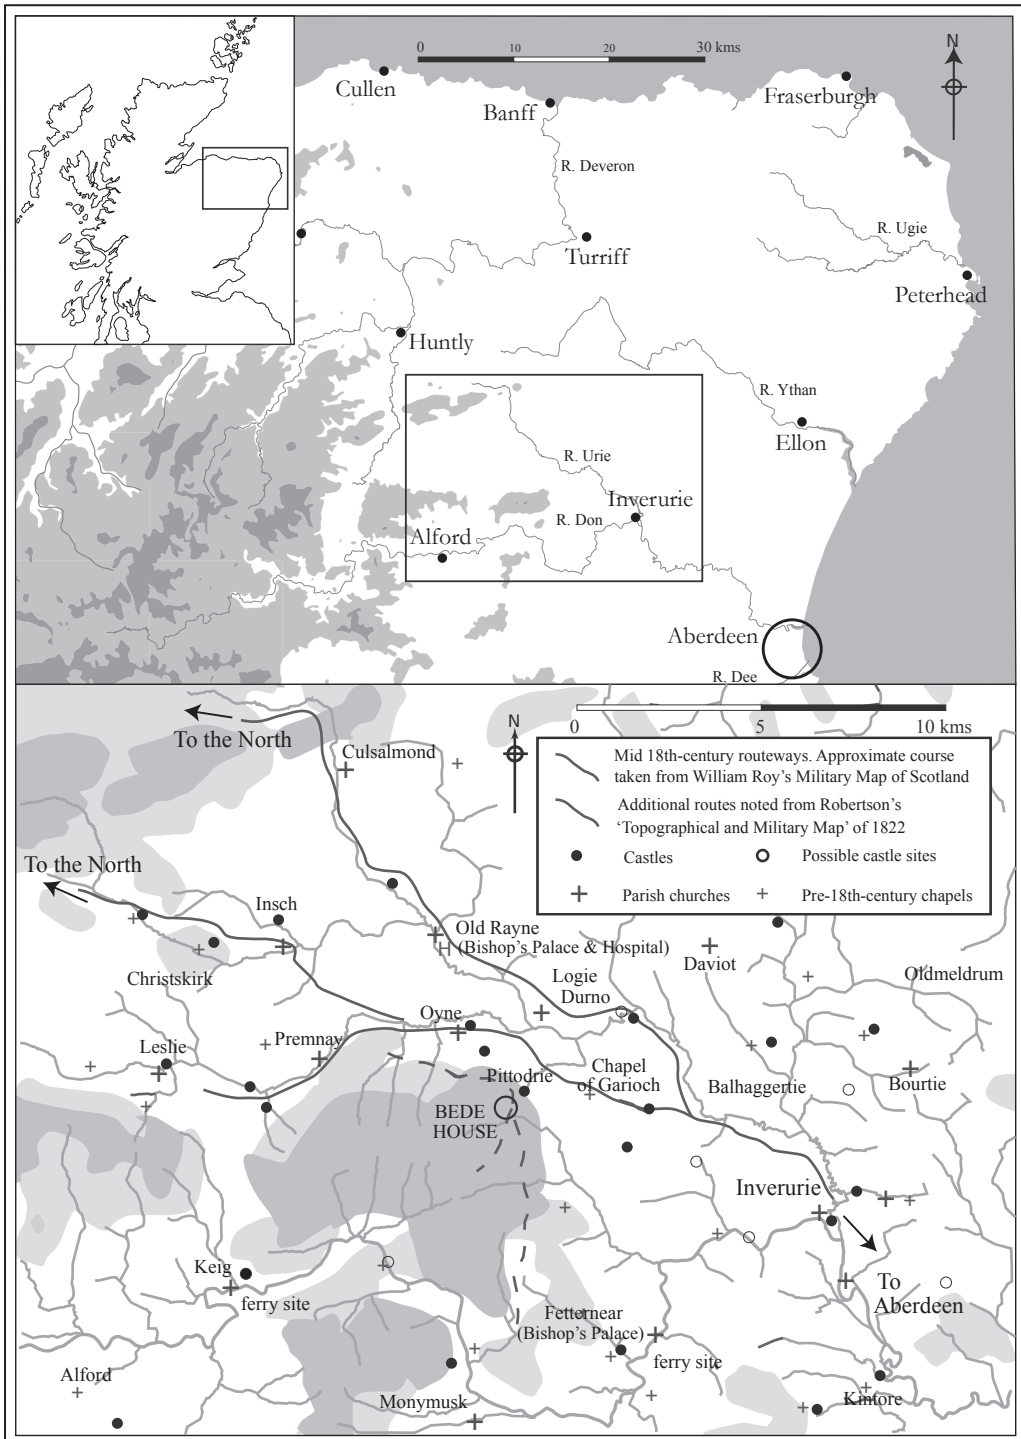 0
10
20
30 kms
N
Cullen
Banff
Fraserburgh
R. Deveron
R. Ugie
Turriff
Peterhead
Huntly
R. Ythan
Ellon
R. Urie
Inverurie
R. Don
Alford
Aberdeen
R. Dee
To the North
N
0
5
10 kms
Culsalmond
Mid 18th-century routeways. Approximate course
taken from William Roy's Military Map of Scotland
Additional routes noted from Robertson's
'Topographical and Military Map' of 1822
Castles
Possible castle sites
Parish churches
Pre-18th-century chapels
To the North
Insch
Old Rayne
H (Bishop's Palace & Hospital)
Daviot
Oldmeldrum
Christskirk
Logie
Durno
Oyne
Premnay
Leslie
Pittodrie
Chapel
of Garioch
Balhaggertie
Bourtie
BEDE
HOUSE
Inverurie
Keig
ferry site
To
Aberdeen
Fetternear
(Bishop's Palace)
ferry site
Alford
Monymusk
Kintore